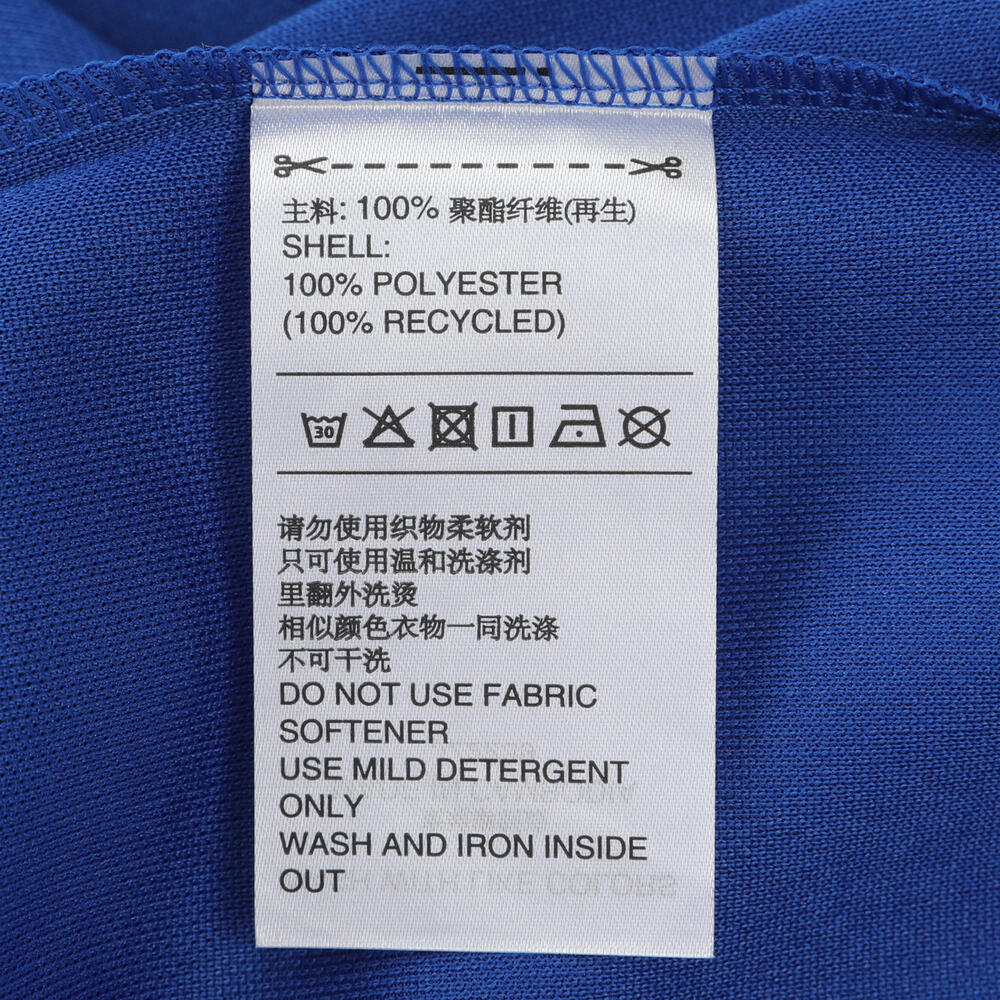 主料: 100% 聚酯纤维(再生)
SHELL:
100% POLYESTER
(100% RECYCLED)
30
请勿使用织物柔软剂
只可使用温和洗涤剂
里翻外洗烫
相似颜色衣物一同洗涤
不可干洗
DO NOT USE FABRIC
SOFTENER
USE MILD DETERGENT
ONLY
WASH AND IRON INSIDE
OUT